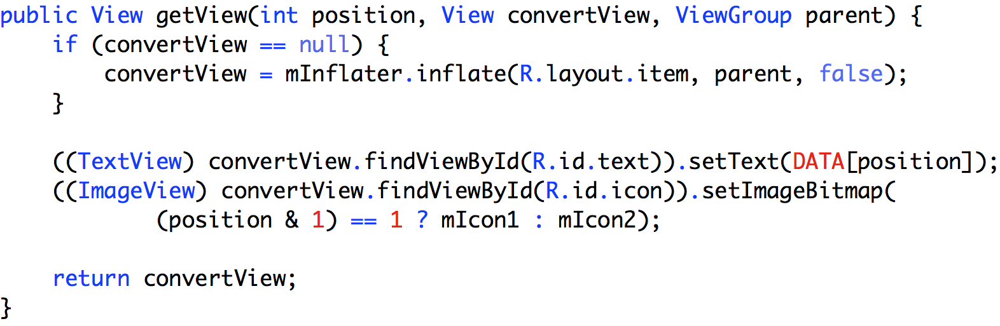 public View getView(int position, View convertView, ViewGroup parent) {
    if (convertView == null) {
        convertView = mInflater.inflate(R.layout.item, parent, false);
    }

    ((TextView) convertView.findViewById(R.id.text)).setText(DATA[position]);
    ((ImageView) convertView.findViewById(R.id.icon)).setImageBitmap(
            (position & 1) == 1 ? mIcon1 : mIcon2);

    return convertView;
}